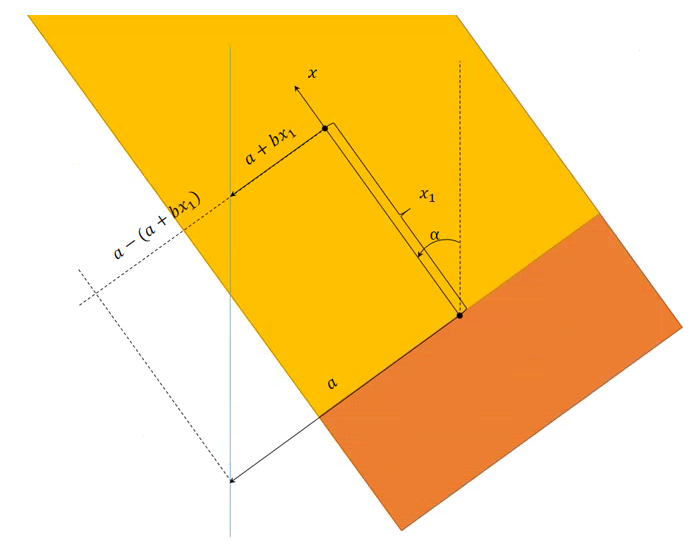 x
a + bx₁
a − (a + bx₁)
x₁
α
a